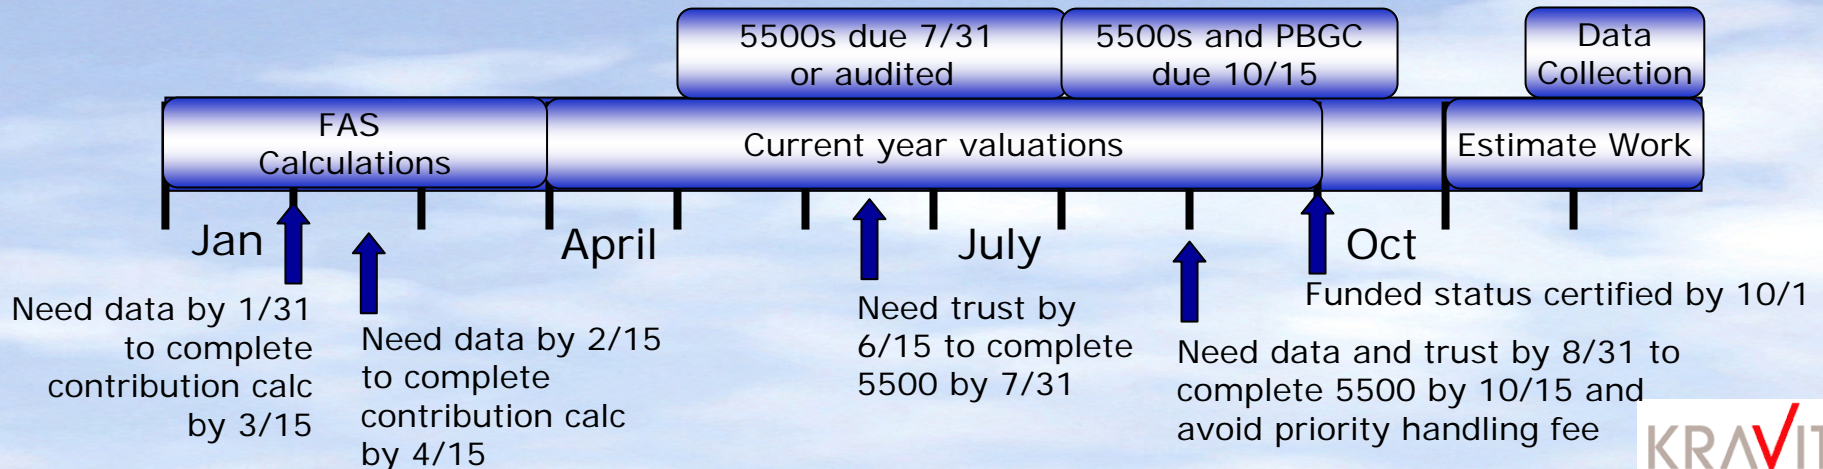 5500s due 7/31
or audited
5500s and PBGC
due 10/15
Data
Collection
FAS
Calculations
Current year valuations
Estimate Work
Jan
April
July
Oct
Need data by 1/31
to complete
contribution calc
by 3/15
Need data by 2/15
to complete
contribution calc
by 4/15
Need trust by
6/15 to complete
5500 by 7/31
Funded status certified by 10/1
Need data and trust by 8/31 to
complete 5500 by 10/15 and
avoid priority handling fee
KRAVIT